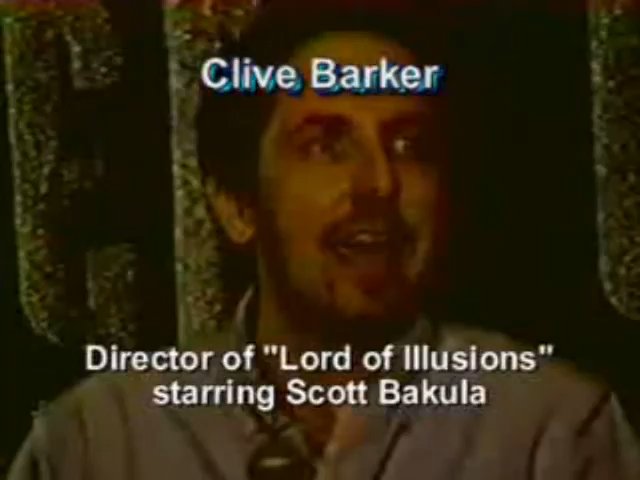 Clive Barker
Director of "Lord of Illusions"
starring Scott Bakula